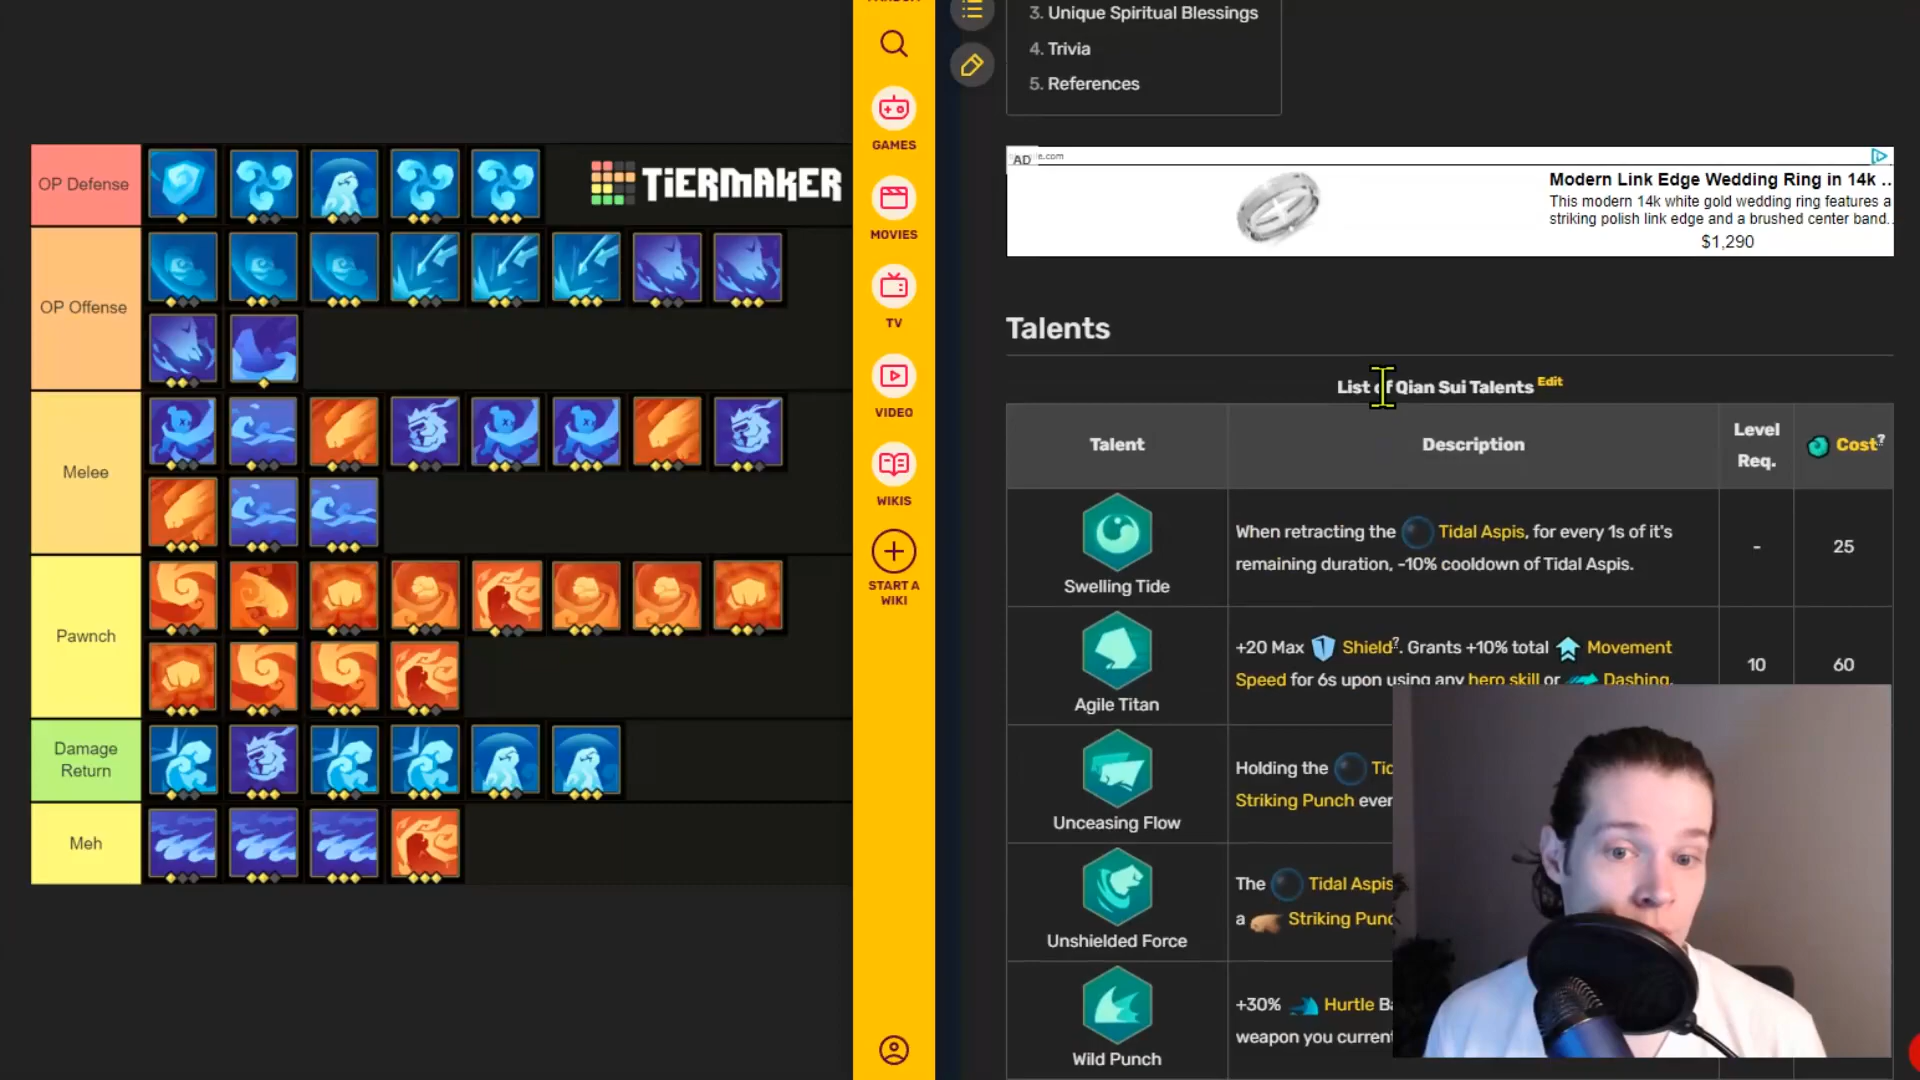 OP Defense
TiERMAKER
OP Offense
Melee
Pawnch
Damage
Return
Meh
GAMES
MOVIES
TV
VIDEO
WIKIS
START A
WIKI
3. Unique Spiritual Blessings
4. Trivia
5. References
AD
Modern Link Edge Wedding Ring in 14k ..
This modern 14k white gold wedding ring features a
striking polish link edge and a brushed center band.
$1,290
Talents
List of Qian Sui Talents Edit
Talent
Description
Level
Req.
Cost?
When retracting the Tidal Aspis, for every 1s of it's
remaining duration, -10% cooldown of Tidal Aspis.
Swelling Tide
-
25
+20 Max Shield?. Grants +10% total Movement
Speed for 6s upon using any hero skill or Dashing.
Agile Titan
10
60
Holding the
Striking Punch
Unceasing Flow
The Tidal Aspis
a Striking
Unshielded Force
+30% Hurtle
weapon you
Wild Punch